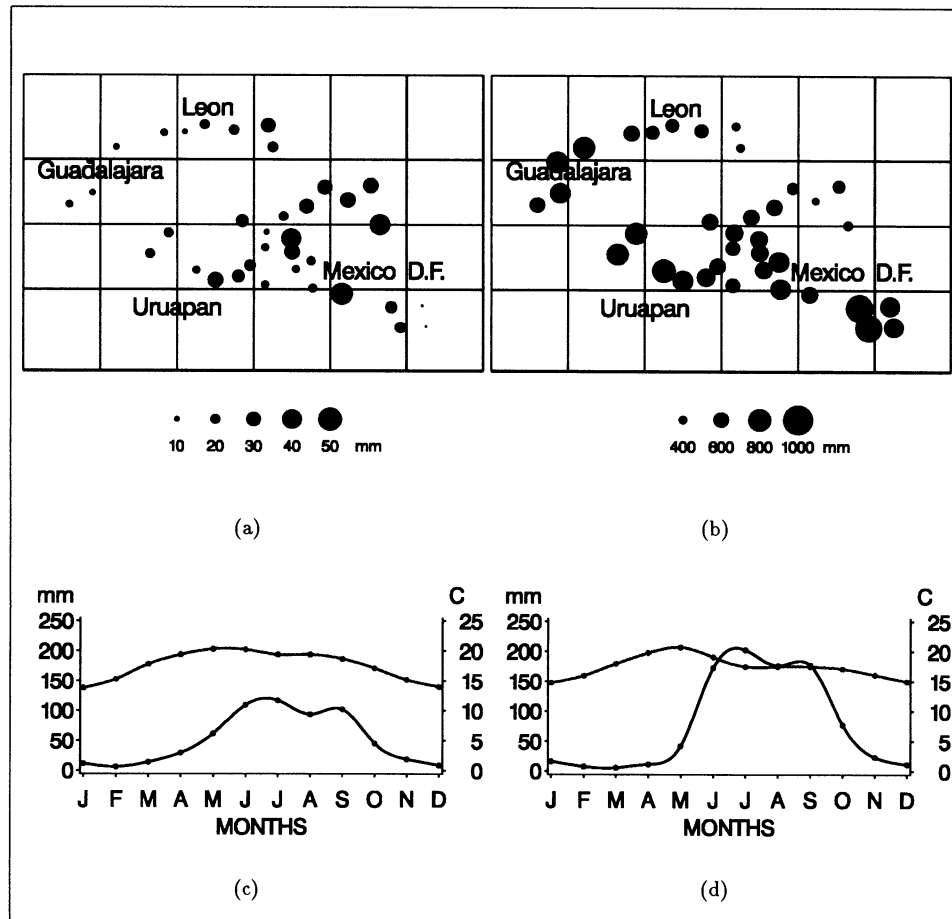 Leon
Guadalajara
Mexico D.F.
Uruapan
10 20 30 40 50 mm
(a)
Leon
Guadalajara
Mexico D.F.
Uruapan
400 600 800 1000 mm
(b)
mm C
250 25
200 20
150 15
100 10
50 5
0 0
J F M A M J J A S O N D
MONTHS
(c)
mm C
250 25
200 20
150 15
100 10
50 5
0 0
J F M A M J J A S O N D
MONTHS
(d)